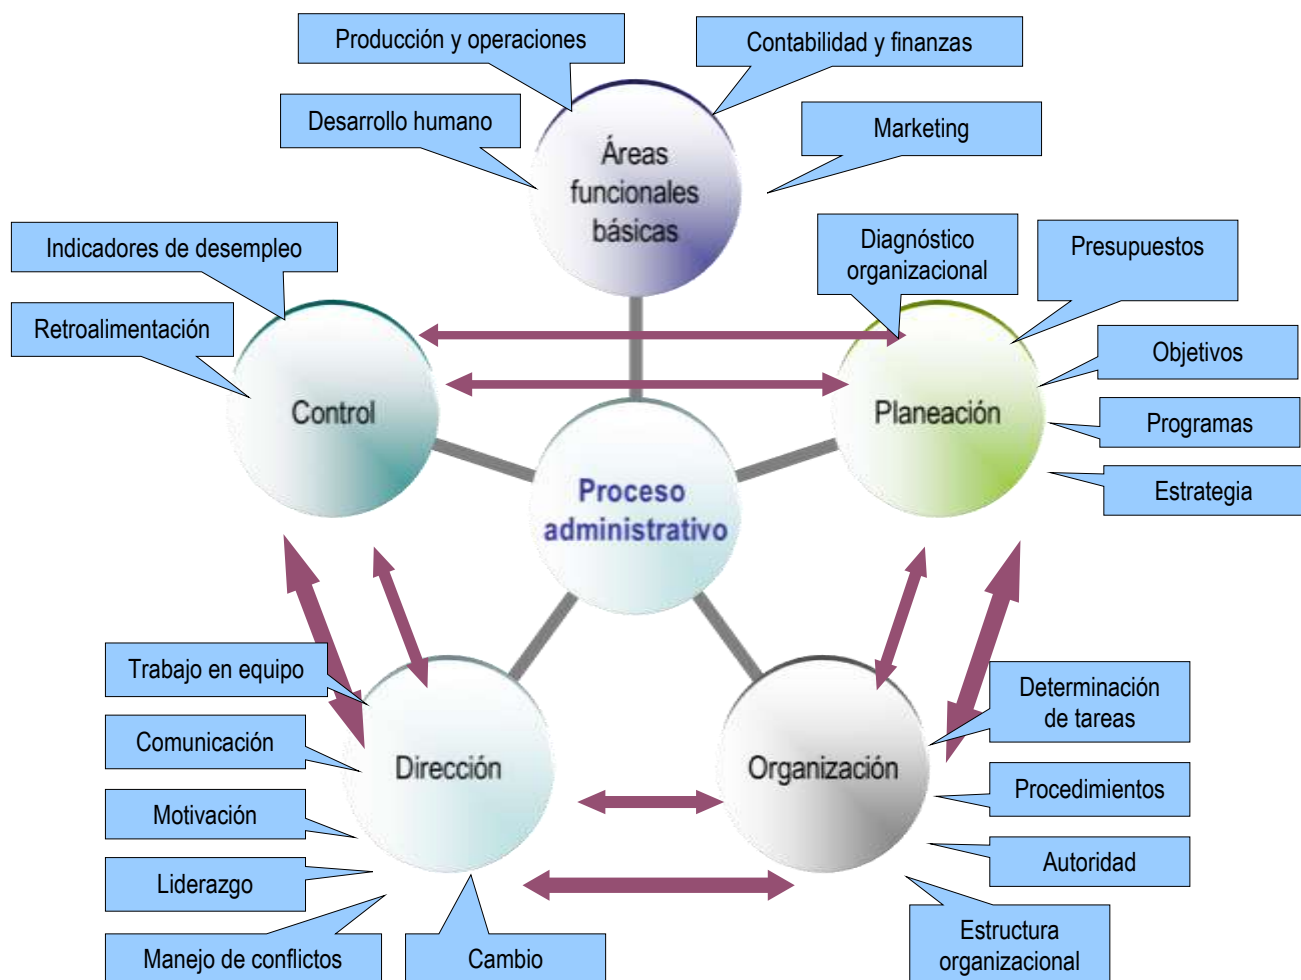 Producción y operaciones
Contabilidad y finanzas
Desarrollo humano
Marketing
Áreas
funcionales
básicas
Indicadores de desempleo
Diagnóstico
organizacional
Presupuestos
Retroalimentación
Objetivos
Control
Planeación
Programas
Estrategia
Proceso
administrativo
Trabajo en equipo
Determinación
de tareas
Comunicación
Dirección
Organización
Procedimientos
Motivación
Autoridad
Liderazgo
Estructura
organizacional
Manejo de conflictos
Cambio